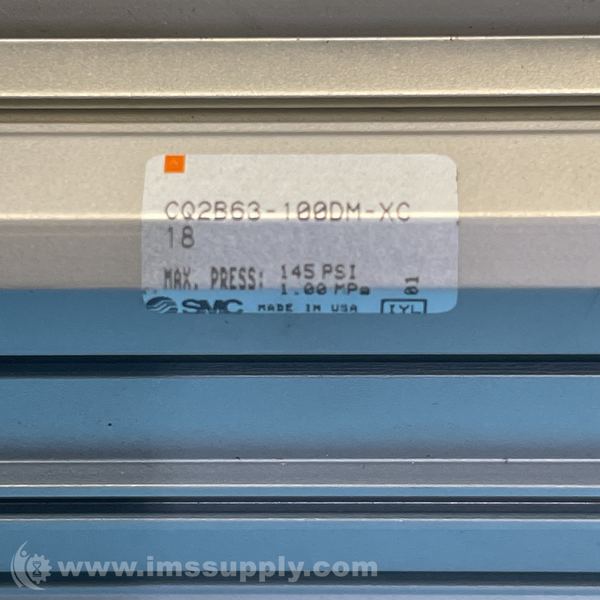 CQ2B63-100DM-XC
18
MAX. PRESS: 145 PSI
1.00 MPa
01
SMC MADE IN USA IYL
www.imssupply.com